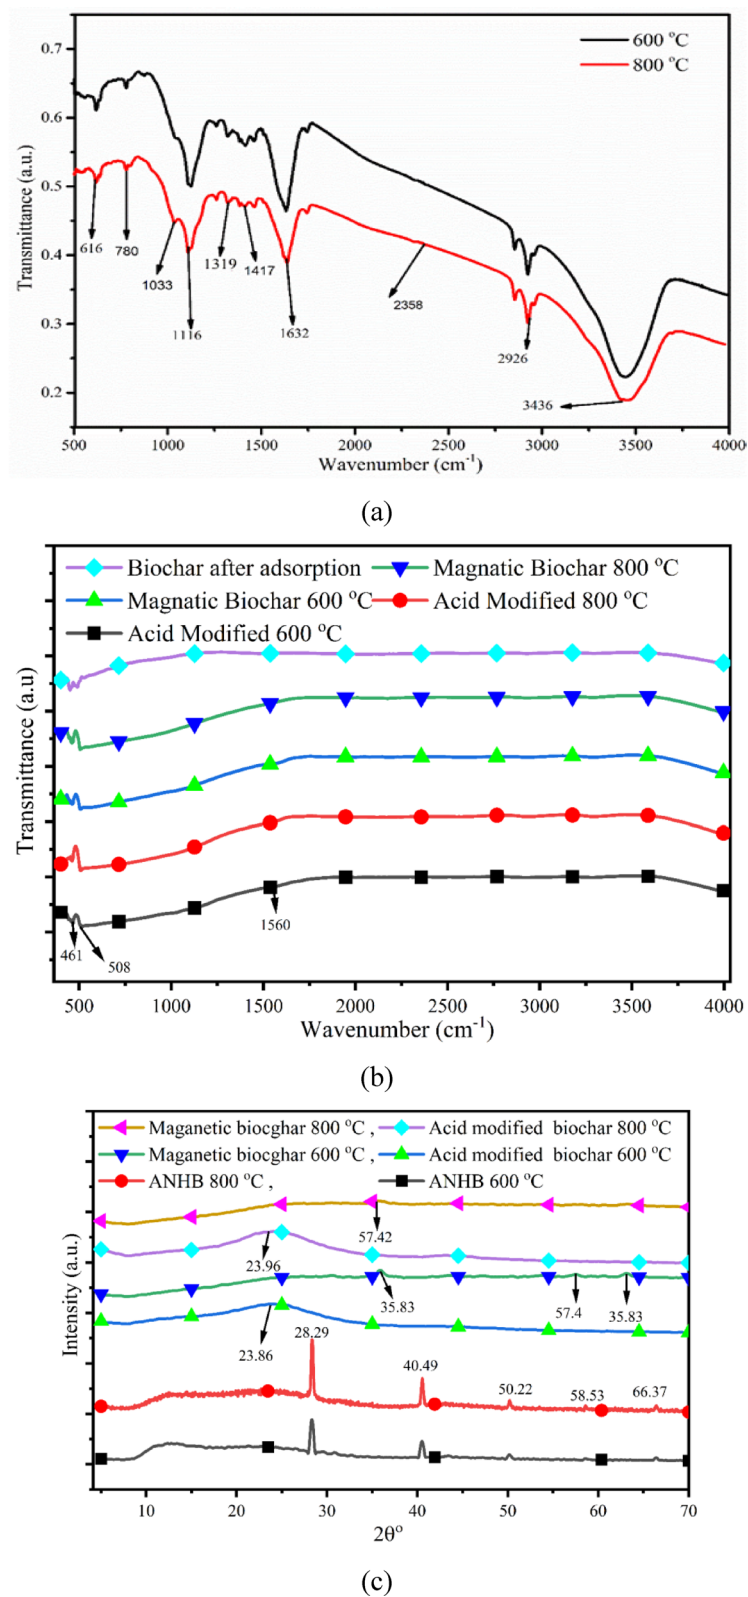 0.7
0.6
0.5
0.4
0.3
0.2
Transmittance (a.u.)
600 °C
800 °C
616
780
1033
1116
1319
1417
1632
2358
2926
3436
500 1000 1500 2000 2500 3000 3500 4000
Wavenumber (cm⁻¹)
(a)
Biochar after adsorption
Magnatic Biochar 800 °C
Magnatic Biochar 600 °C
Acid Modified 800 °C
Acid Modified 600 °C
Transmittance (a.u)
461
508
1560
500 1000 1500 2000 2500 3000 3500 4000
Wavenumber (cm⁻¹)
(b)
Maganetic biocghar 800 °C ,
Acid modified biochar 800 °C
Maganetic biocghar 600 °C ,
Acid modified biochar 600 °C
ANHB 800 °C ,
ANHB 600 °C
Intensity (a.u.)
57.42
23.96
35.83
57.4
35.83
23.86
28.29
40.49
50.22
58.53
66.37
10 20 30 40 50 60 70
2θ°
(c)